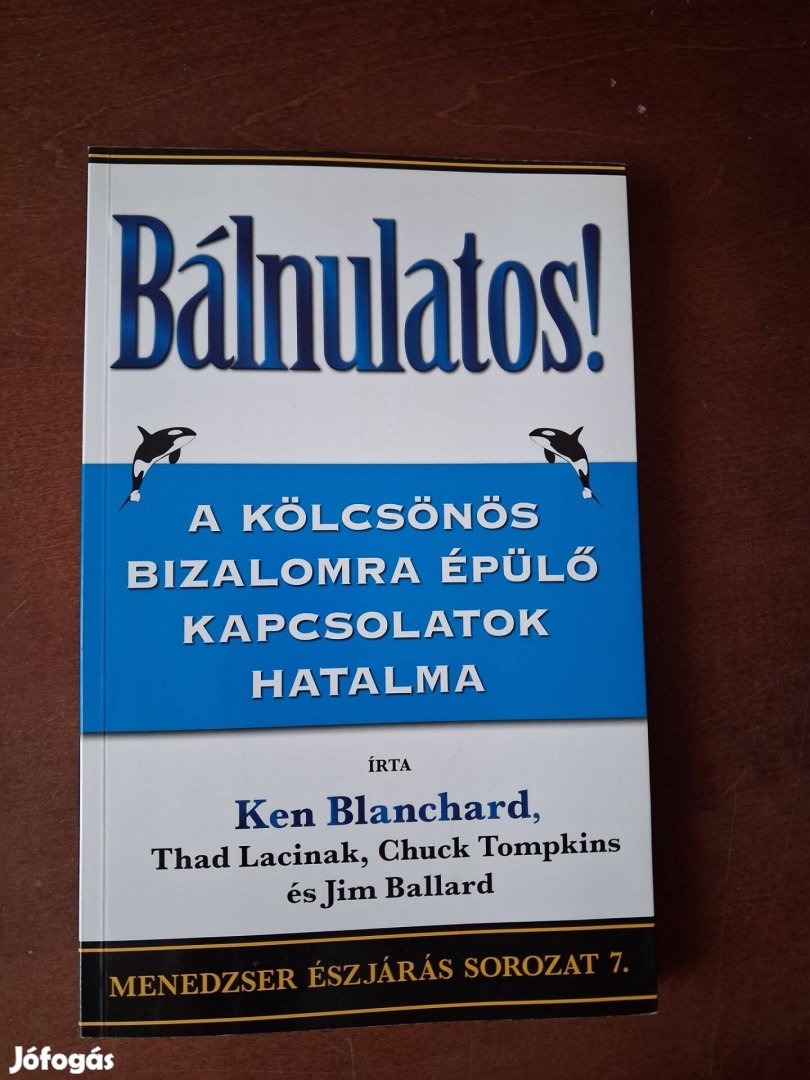 Bálnulatos!
A KÖLCSÖNÖS
BIZALOMRA ÉPÜLŐ
KAPCSOLATOK
HATALMA
ÍRTA
Ken Blanchard,
Thad Lacinak, Chuck Tompkins
és Jim Ballard
MENEDZSER ÉSZJÁRÁS SOROZAT 7.
Jófogás